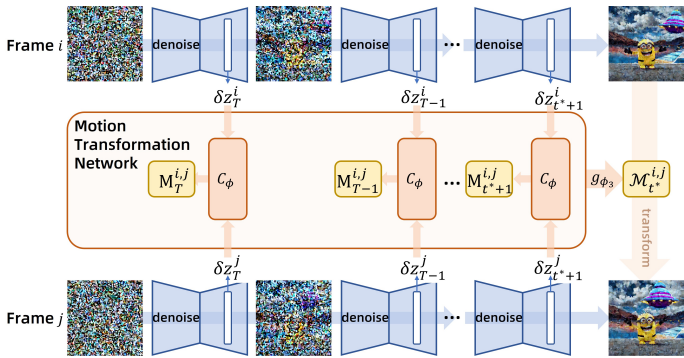 Frame i
denoise
denoise
...
denoise
δz_T^i
δz_{T-1}^i
δz_{t*+1}^i
Motion
Transformation
Network
M_T^{i,j}
C_ϕ
M_{T-1}^{i,j}
C_ϕ
...
M_{t*+1}^{i,j}
C_ϕ
g_{ϕ_3}
ℳ_{t*}^{i,j}
transform
δz_T^j
δz_{T-1}^j
δz_{t*+1}^j
Frame j
denoise
denoise
...
denoise